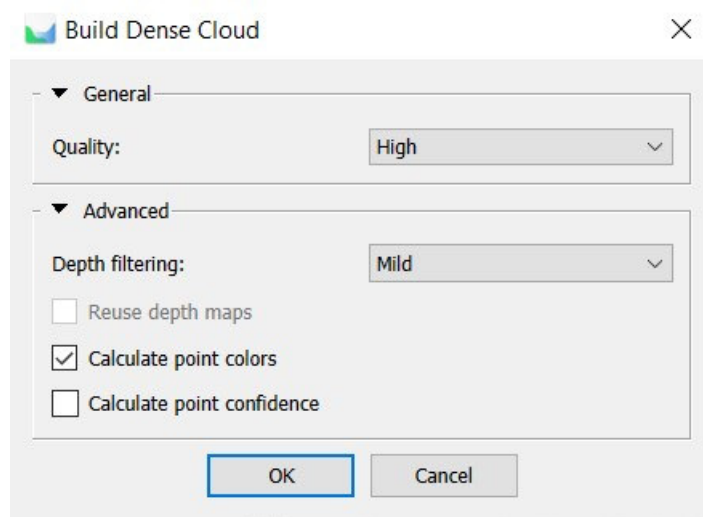 Build Dense Cloud
General
Quality: High
Advanced
Depth filtering: Mild
Reuse depth maps
Calculate point colors
Calculate point confidence
OK Cancel